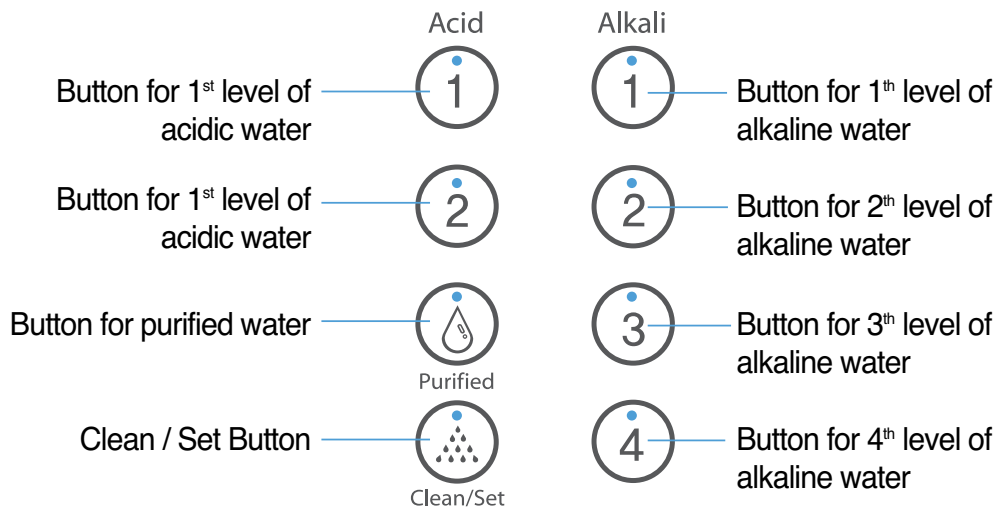 Acid
Alkali
Button for 1st level of
acidic water
1
1
Button for 1th level of
alkaline water
Button for 1st level of
acidic water
2
2
Button for 2th level of
alkaline water
Button for purified water
Purified
3
Button for 3th level of
alkaline water
Clean / Set Button
Clean/Set
4
Button for 4th level of
alkaline water